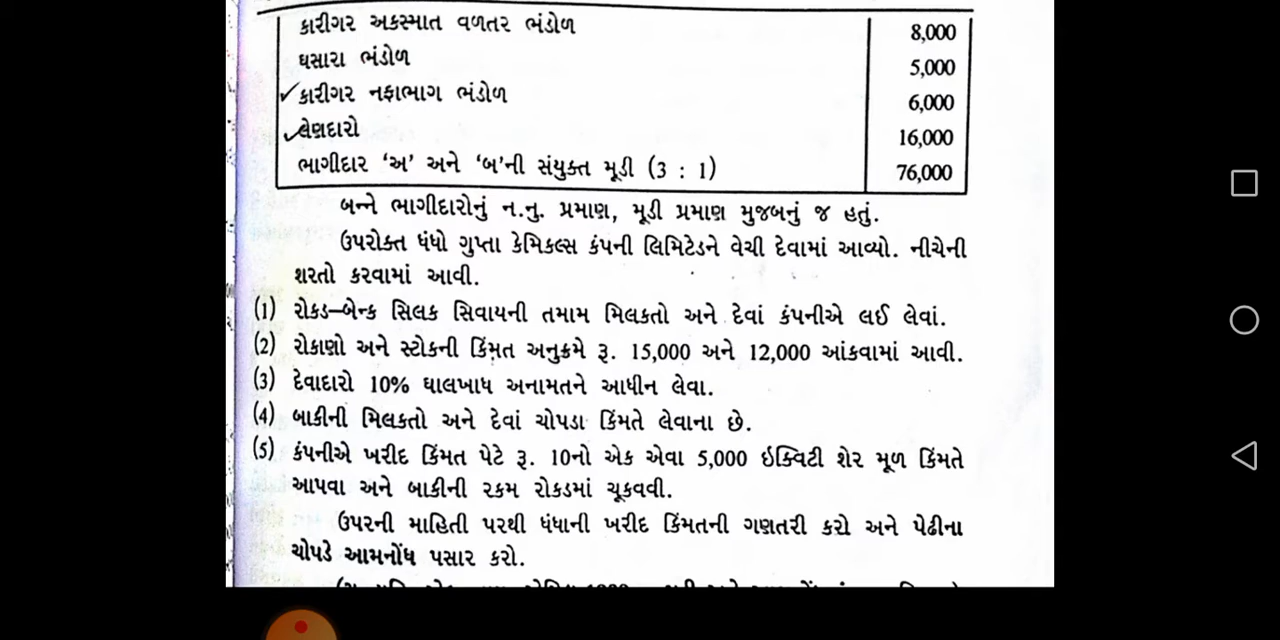 કારીગર અકસ્માત વળતર ભંડોળ 8,000
ઘસારા ભંડોળ 5,000
કારીગર નફાભાગ ભંડોળ 6,000
લેણદારો 16,000
ભાગીદાર ‘અ’ અને ‘બ’ની સંયુક્ત મૂડી (3 : 1) 76,000
બન્ને ભાગીદારોનું ન.નુ. પ્રમાણ, મૂડી પ્રમાણ મુજબનું જ હતું.
ઉપરોક્ત ધંધો ગુપ્તા કેમિકલ્સ કંપની લિમિટેડને વેચી દેવામાં આવ્યો. નીચેની
શરતો કરવામાં આવી.
(1) રોકડ–બેન્ક સિલક સિવાયની તમામ મિલકતો અને દેવાં કંપનીએ લઈ લેવાં.
(2) રોકાણો અને સ્ટોકની કિંમત અનુક્રમે રૂ. 15,000 અને 12,000 આંકવામાં આવી.
(3) દેવાદારો 10% ઘાલખાધ અનામતને આધીન લેવા.
(4) બાકીની મિલકતો અને દેવાં ચોપડા કિંમતે લેવાના છે.
(5) કંપનીએ ખરીદ કિંમત પેટે રૂ. 10નો એક એવા 5,000 ઇક્વિટી શેર મૂળ કિંમતે
આપવા અને બાકીની રકમ રોકડમાં ચૂકવવી.
ઉપરની માહિતી પરથી ધંધાની ખરીદ કિંમતની ગણતરી કરો અને પેઢીના
ચોપડે આમનોંધ પસાર કરો.